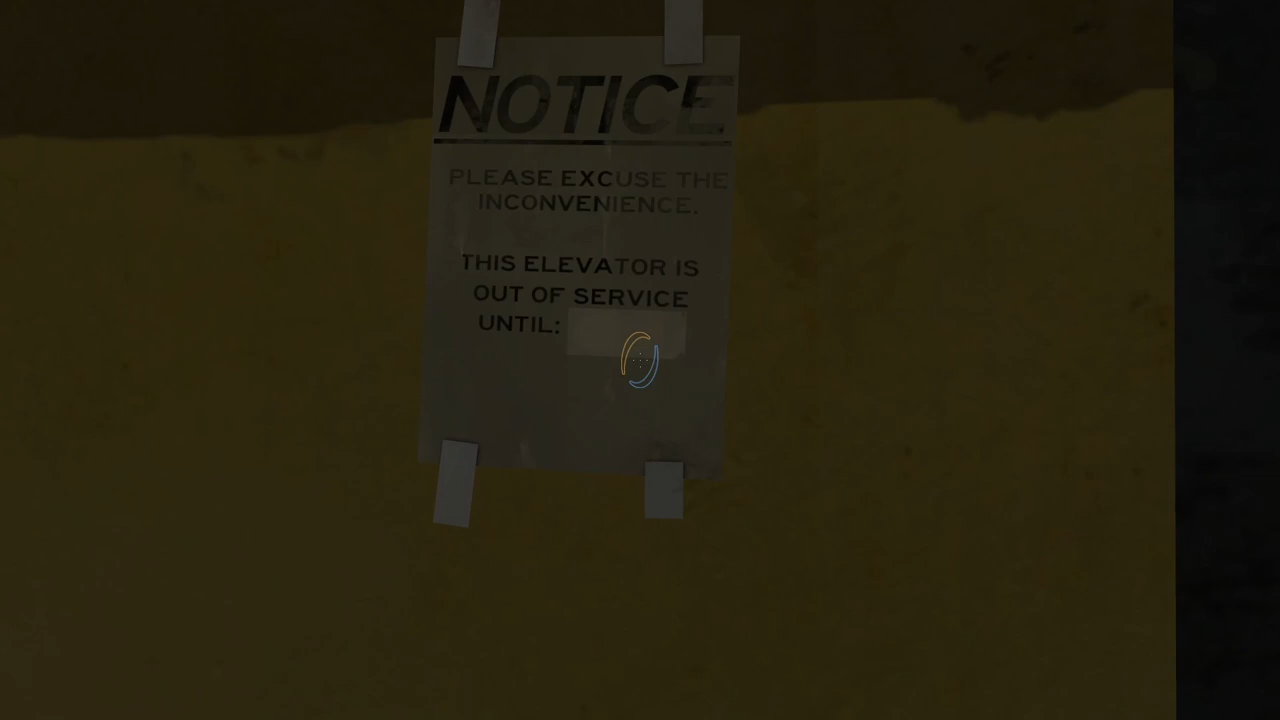 NOTICE
PLEASE EXCUSE THE
INCONVENIENCE.
THIS ELEVATOR IS
OUT OF SERVICE
UNTIL: